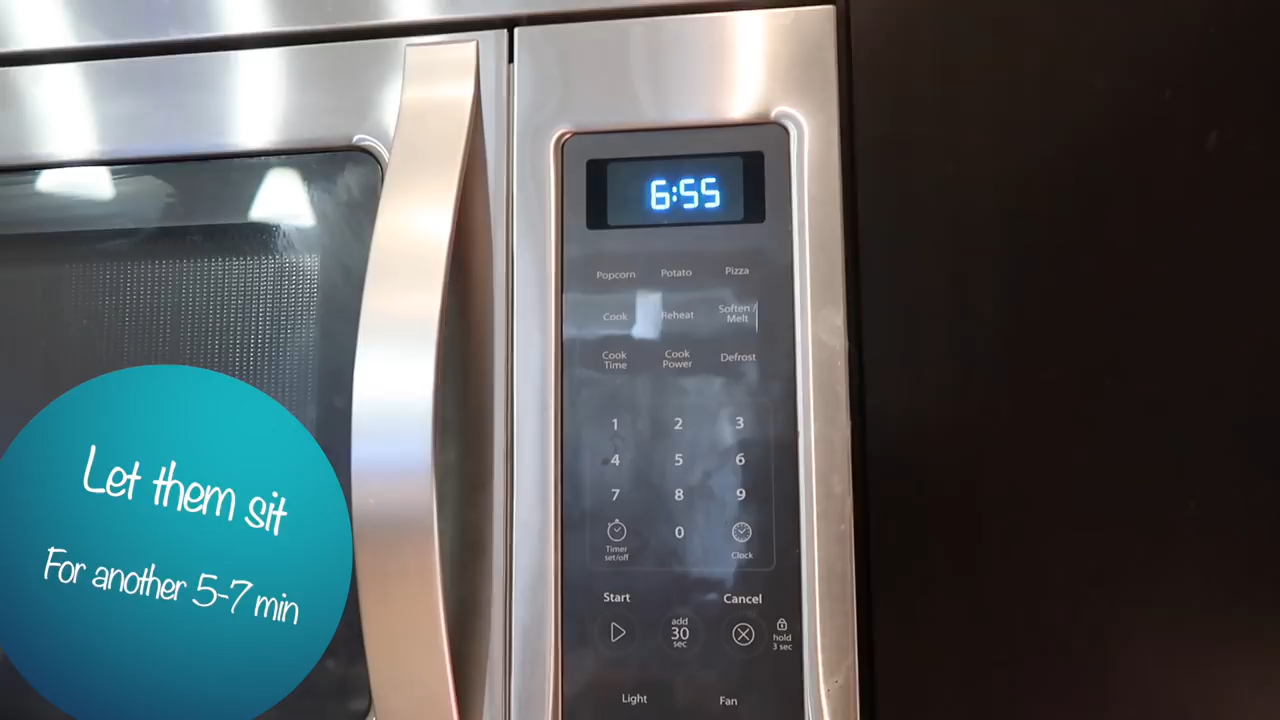 6:55
Popcorn Potato Pizza
Cook Reheat Soften / Melt
Cook Time Cook Power Defrost
1 2 3
4 5 6
7 8 9
0
Timer set/off Clock
Start Cancel
add 30 sec
hold 3 sec
Light Fan
Let them sit
For another 5-7 min